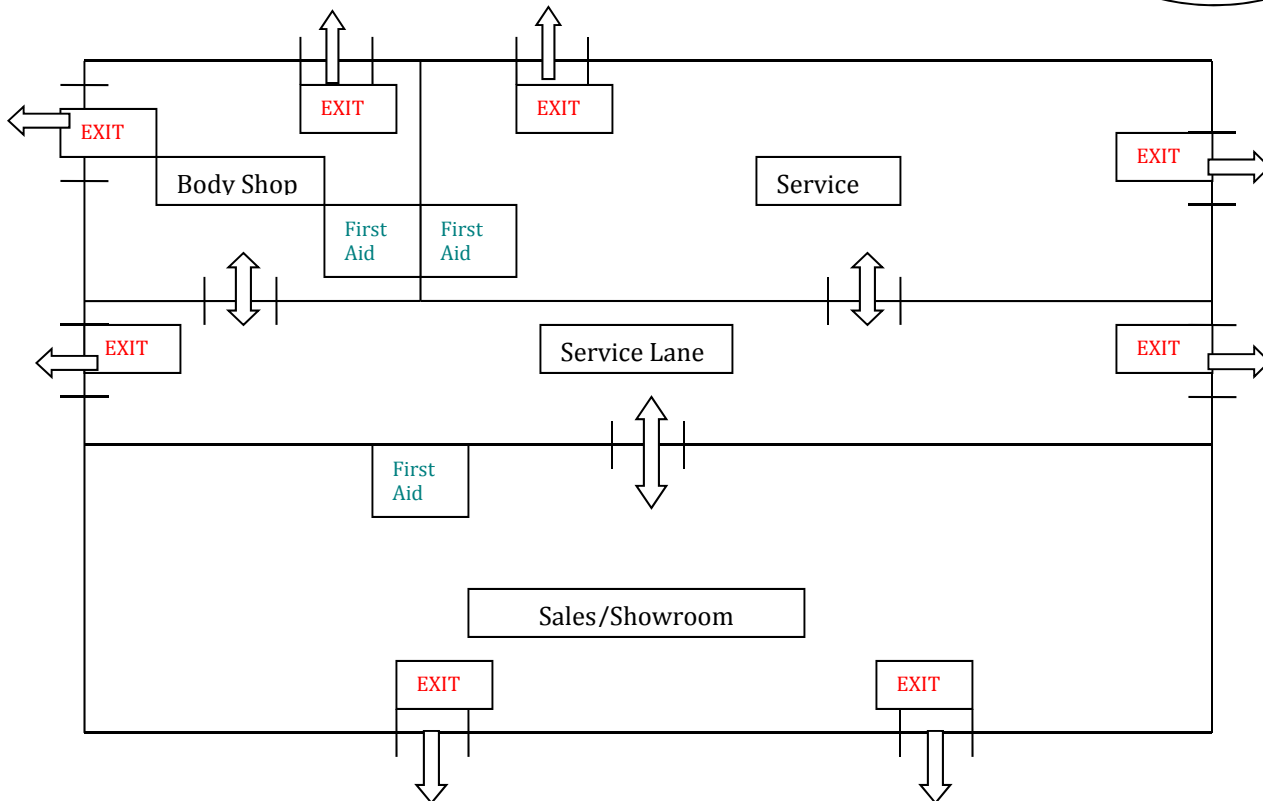 EXIT
EXIT
EXIT
EXIT
Body Shop
Service
First
Aid
First
Aid
EXIT
Service Lane
EXIT
First
Aid
Sales/Showroom
EXIT
EXIT